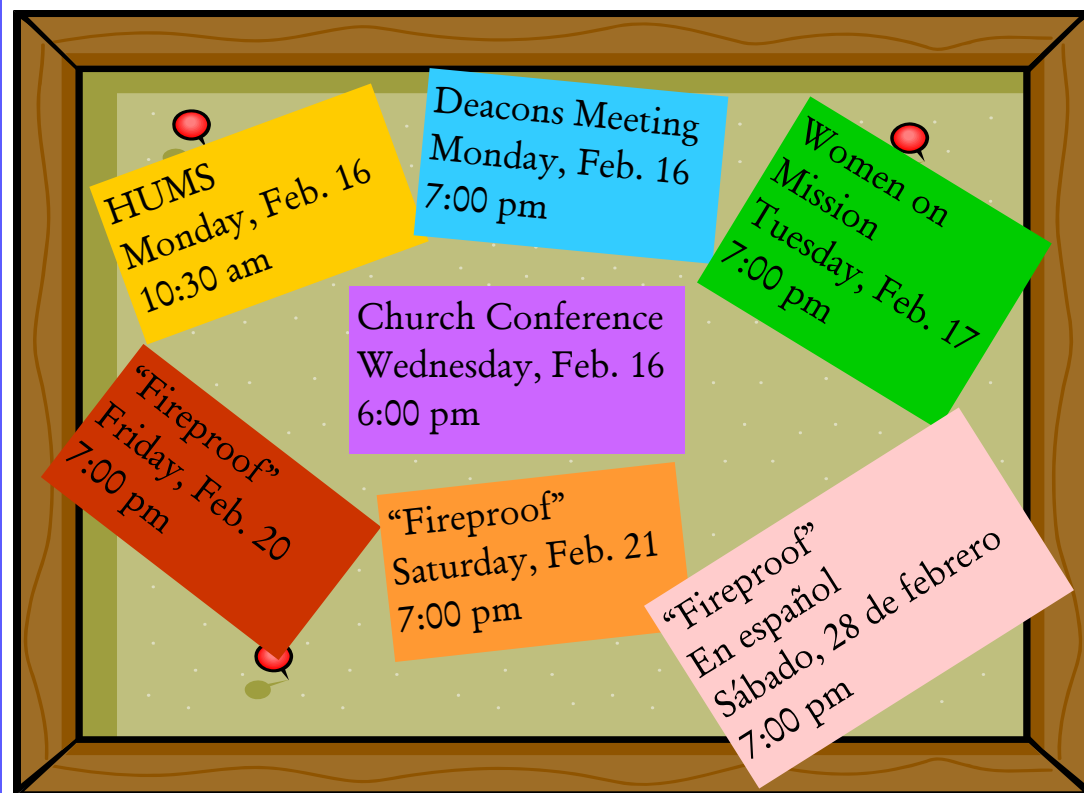 HUMS
Monday, Feb. 16
10:30 am
Deacons Meeting
Monday, Feb. 16
7:00 pm
Women on
Mission
Tuesday, Feb. 17
7:00 pm
Church Conference
Wednesday, Feb. 16
6:00 pm
“Fireproof”
Friday, Feb. 20
7:00 pm
“Fireproof”
Saturday, Feb. 21
7:00 pm
“Fireproof”
En español
Sábado, 28 de febrero
7:00 pm